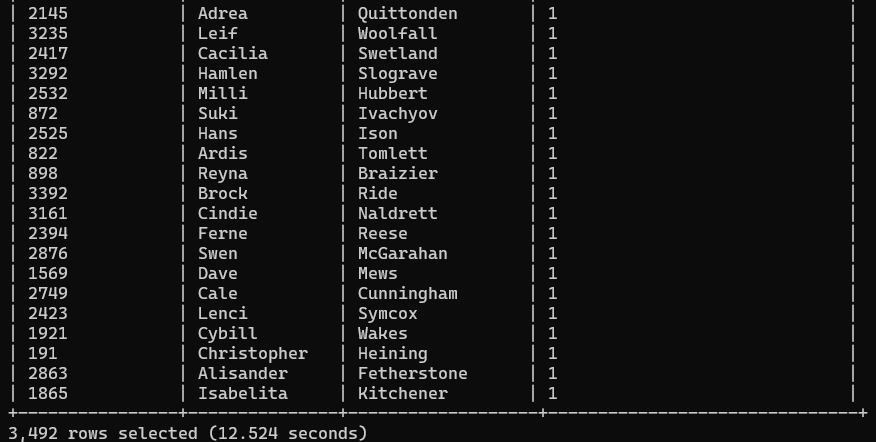 | 2145 | Adrea | Quittonden | 1 |
| 3235 | Leif | Woolfall | 1 |
| 2417 | Cacilia | Swetland | 1 |
| 3292 | Hamlen | Slograve | 1 |
| 2532 | Milli | Hubbert | 1 |
| 872 | Suki | Ivachyov | 1 |
| 2525 | Hans | Ison | 1 |
| 822 | Ardis | Tomlett | 1 |
| 898 | Reyna | Braizier | 1 |
| 3392 | Brock | Ride | 1 |
| 3161 | Cindie | Naldrett | 1 |
| 2394 | Ferne | Reese | 1 |
| 2876 | Swen | McGarahan | 1 |
| 1569 | Dave | Mews | 1 |
| 2749 | Cale | Cunningham | 1 |
| 2423 | Lenci | Symcox | 1 |
| 1921 | Cybill | Wakes | 1 |
| 191 | Christopher | Heining | 1 |
| 2863 | Alisander | Fetherstone | 1 |
| 1865 | Isabelita | Kitchener | 1 |
+----------------+---------------+-------------------+-------------------------------+
3,492 rows selected (12.524 seconds)